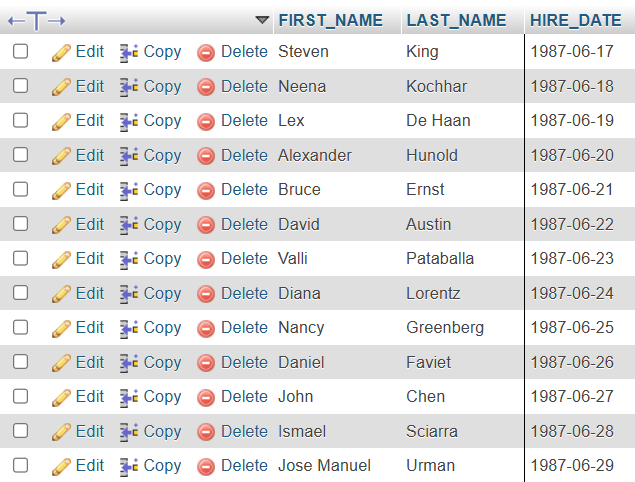 FIRST_NAME LAST_NAME HIRE_DATE
Edit Copy Delete Steven King 1987-06-17
Edit Copy Delete Neena Kochhar 1987-06-18
Edit Copy Delete Lex De Haan 1987-06-19
Edit Copy Delete Alexander Hunold 1987-06-20
Edit Copy Delete Bruce Ernst 1987-06-21
Edit Copy Delete David Austin 1987-06-22
Edit Copy Delete Valli Pataballa 1987-06-23
Edit Copy Delete Diana Lorentz 1987-06-24
Edit Copy Delete Nancy Greenberg 1987-06-25
Edit Copy Delete Daniel Faviet 1987-06-26
Edit Copy Delete John Chen 1987-06-27
Edit Copy Delete Ismael Sciarra 1987-06-28
Edit Copy Delete Jose Manuel Urman 1987-06-29